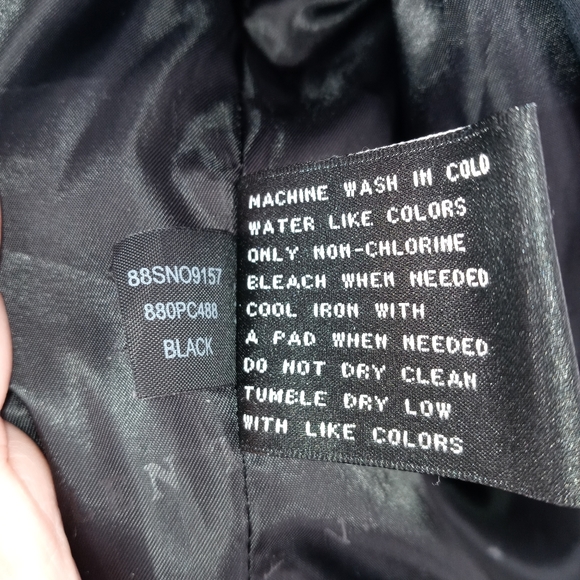 88SNO9157
880PC488
BLACK
MACHINE WASH IN COLD
WATER LIKE COLORS
ONLY NON-CHLORINE
BLEACH WHEN NEEDED
COOL IRON WITH
A PAD WHEN NEEDED
DO NOT DRY CLEAN
TUMBLE DRY LOW
WITH LIKE COLORS